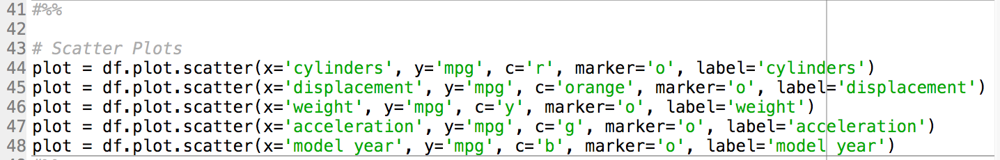 41 #%%
42
43 # Scatter Plots
44 plot = df.plot.scatter(x='cylinders', y='mpg', c='r', marker='o', label='cylinders')
45 plot = df.plot.scatter(x='displacement', y='mpg', c='orange', marker='o', label='displacement')
46 plot = df.plot.scatter(x='weight', y='mpg', c='y', marker='o', label='weight')
47 plot = df.plot.scatter(x='acceleration', y='mpg', c='g', marker='o', label='acceleration')
48 plot = df.plot.scatter(x='model year', y='mpg', c='b', marker='o', label='model year')